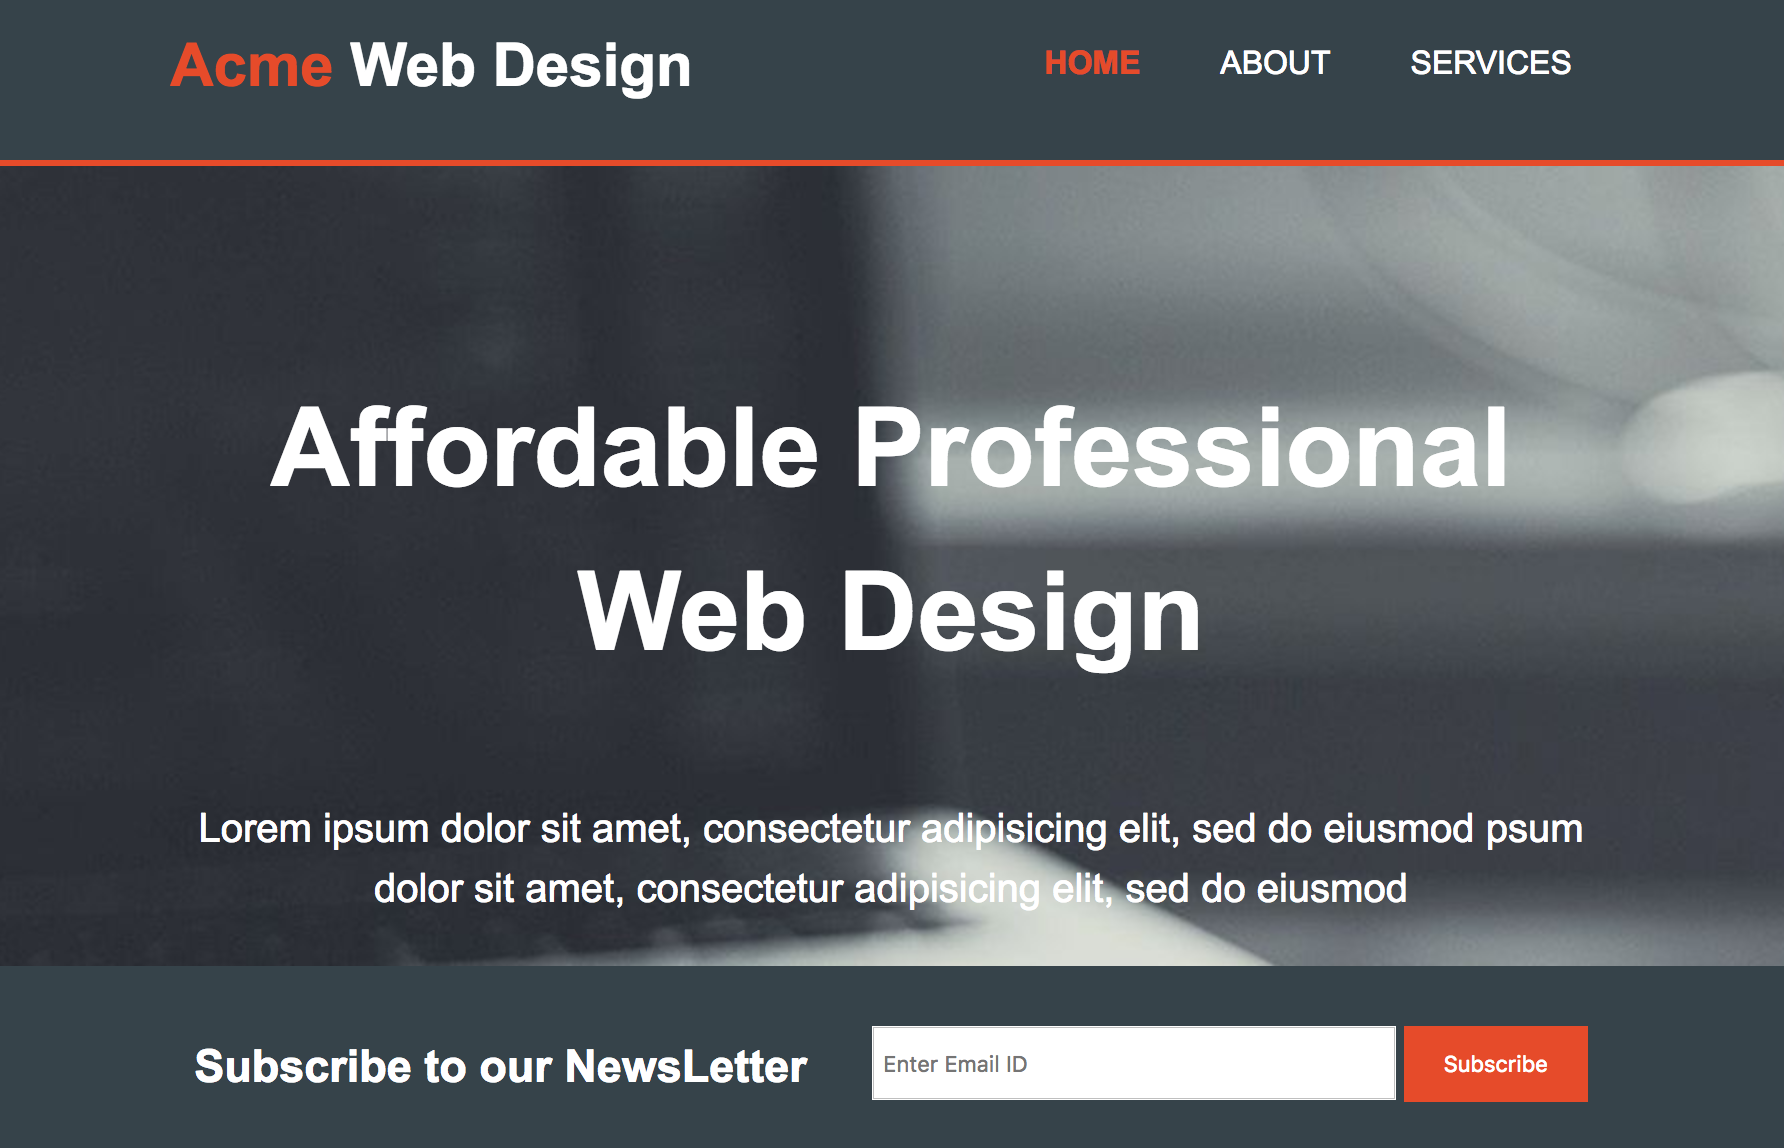 Acme Web Design
HOME ABOUT SERVICES
Affordable Professional
Web Design
Lorem ipsum dolor sit amet, consectetur adipisicing elit, sed do eiusmod psum
dolor sit amet, consectetur adipisicing elit, sed do eiusmod
Subscribe to our NewsLetter
Enter Email ID
Subscribe